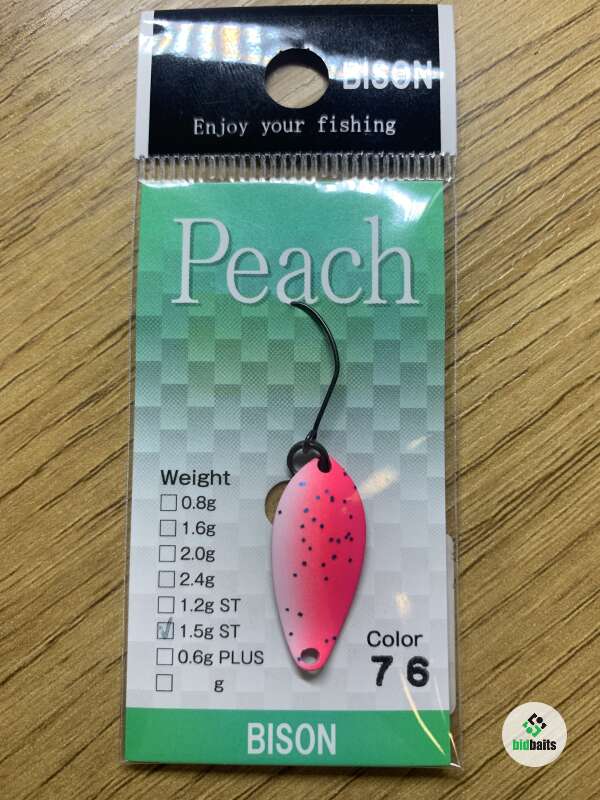 BISON
Enjoy your fishing
Peach
Weight
0.8g
1.6g
2.0g
2.4g
1.2g ST
1.5g ST
0.6g PLUS
g
Color
76
BISON
bidbaits